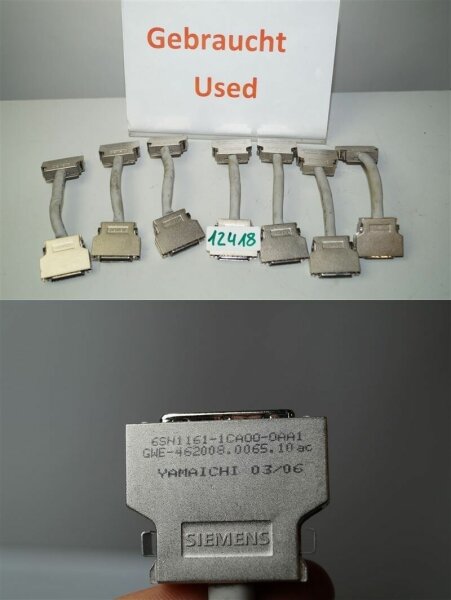 Gebraucht
Used
12418
6SN1161-1CA00-0AA1
GWE-462008.0065.10 ac
YAMAICHI 03/06
SIEMENS